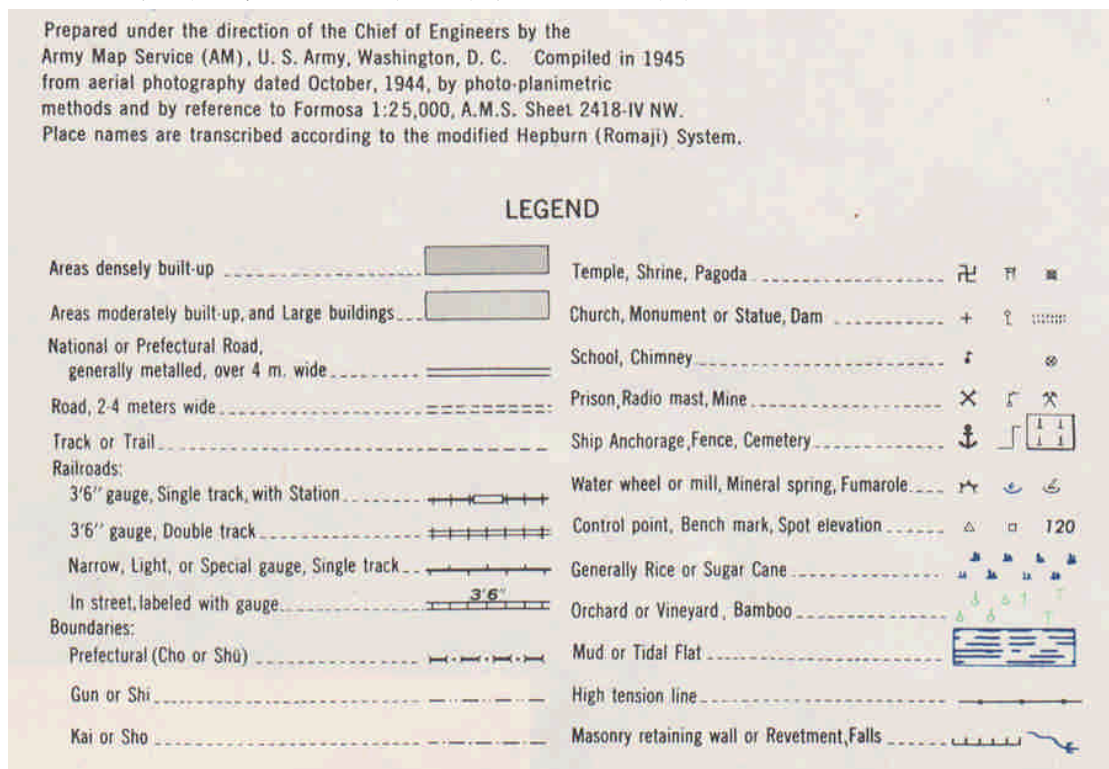 Prepared under the direction of the Chief of Engineers by the
Army Map Service (AM), U. S. Army, Washington, D. C. Compiled in 1945
from aerial photography dated October, 1944, by photo-planimetric
methods and by reference to Formosa 1:25,000, A.M.S. Sheet 2418-IV NW.
Place names are transcribed according to the modified Hepburn (Romaji) System.
LEGEND
Areas densely built-up
Areas moderately built-up, and Large buildings
National or Prefectural Road,
generally metalled, over 4 m. wide
Road, 2-4 meters wide
Track or Trail
Railroads:
3'6" gauge, Single track, with Station
3'6" gauge, Double track
Narrow, Light, or Special gauge, Single track
In street, labeled with gauge 3'6"
Boundaries:
Prefectural (Cho or Shū)
Gun or Shi
Kai or Sho
Temple, Shrine, Pagoda
Church, Monument or Statue, Dam
School, Chimney
Prison, Radio mast, Mine
Ship Anchorage, Fence, Cemetery
Water wheel or mill, Mineral spring, Fumarole
Control point, Bench mark, Spot elevation 120
Generally Rice or Sugar Cane
Orchard or Vineyard, Bamboo
Mud or Tidal Flat
High tension line
Masonry retaining wall or Revetment, Falls